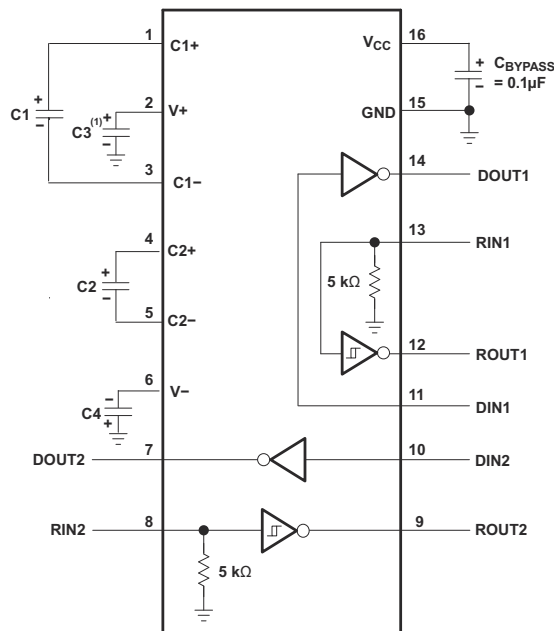 1
C1+
VCC
16
+
CBYPASS
= 0.1µF
−
+
C1
−
2
V+
C3(1)
+
−
GND
15
3
C1−
14
DOUT1
4
C2+
13
RIN1
+
C2
−
5 kΩ
5
C2−
12
ROUT1
6
V−
−
C4
+
11
DIN1
DOUT2
7
10
DIN2
RIN2
8
9
ROUT2
5 kΩ